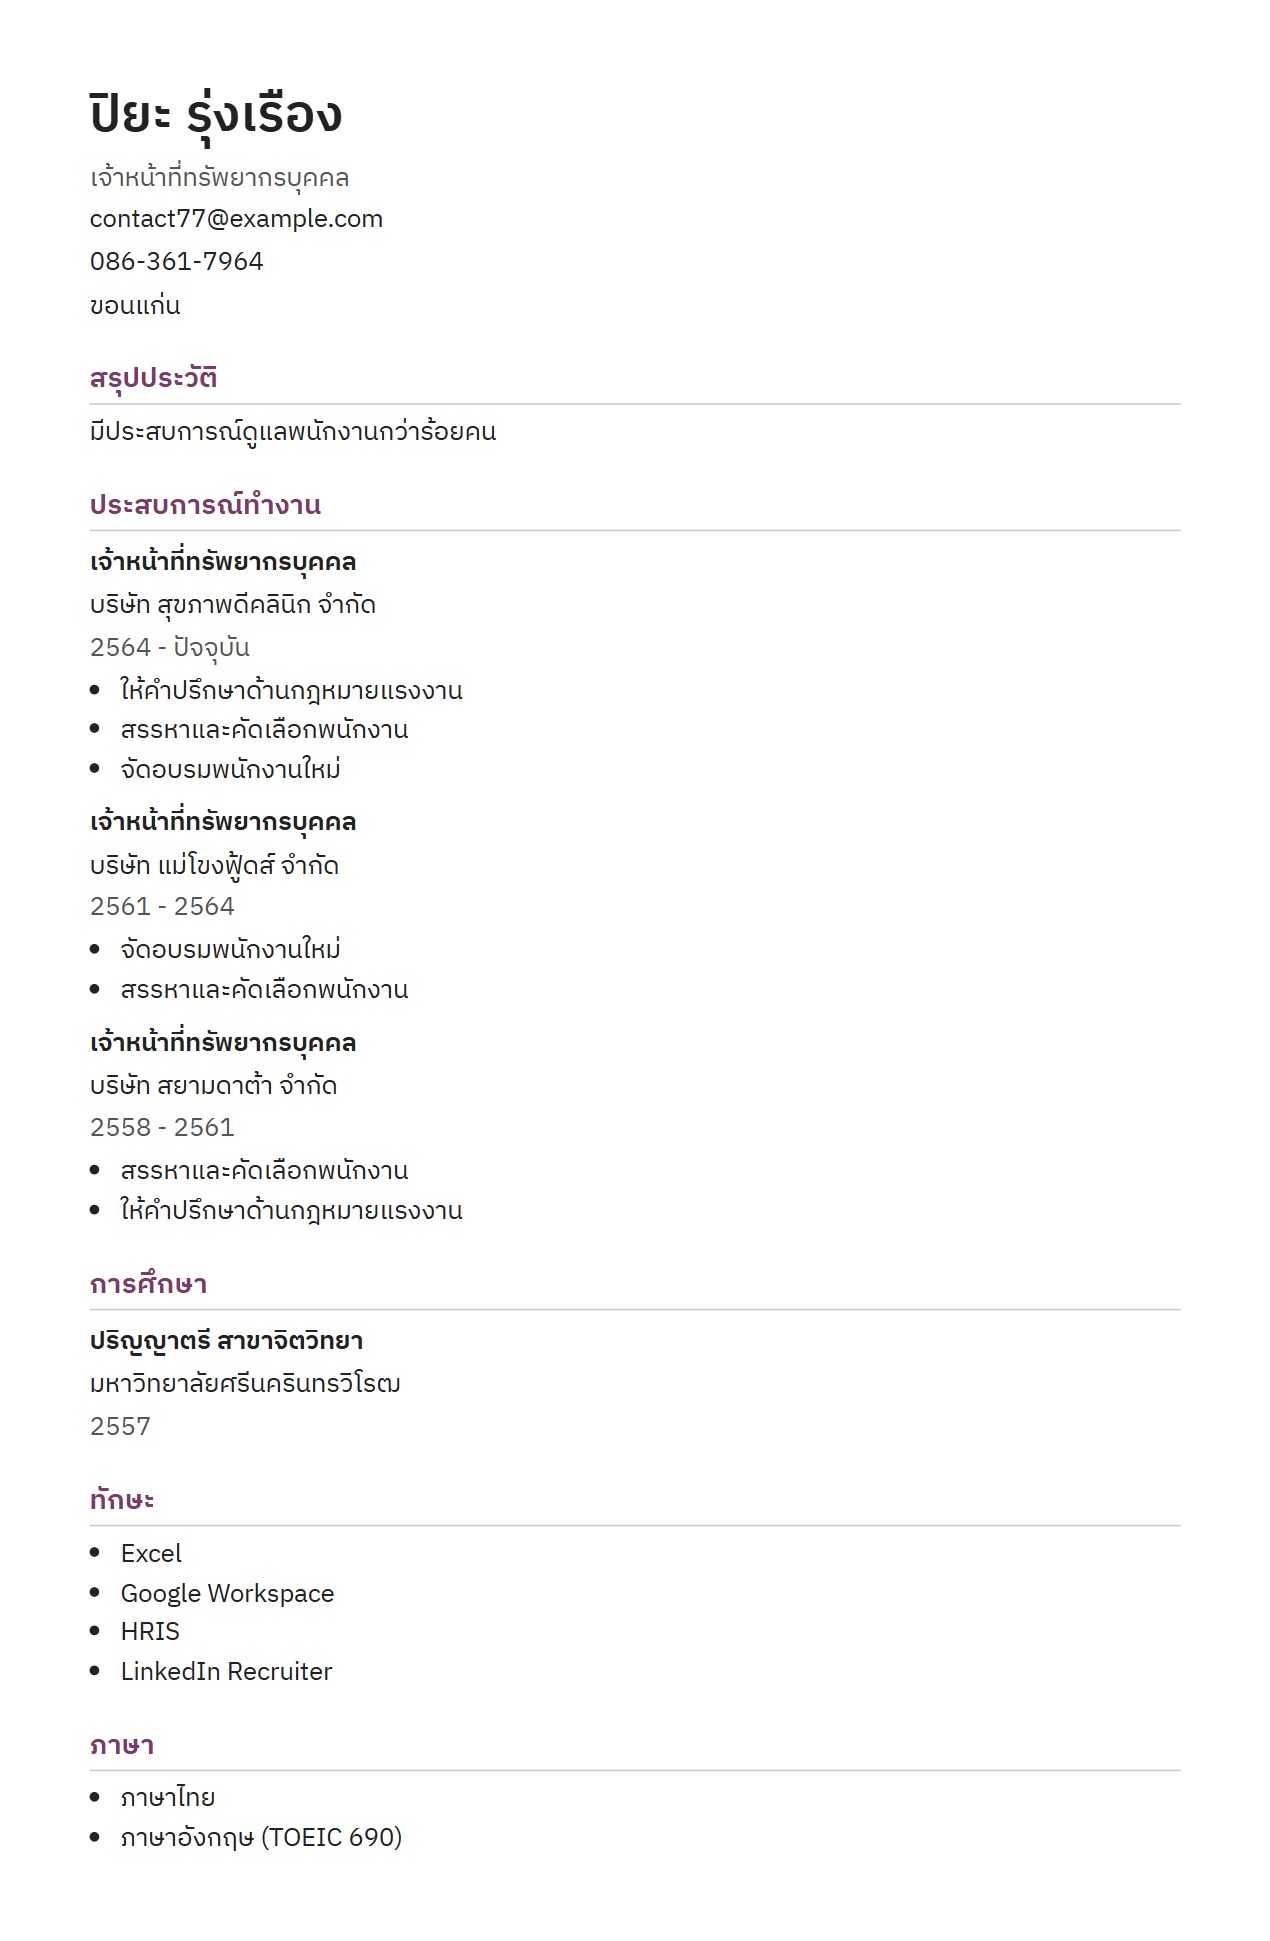 ปิยะ รุ่งเรือง
เจ้าหน้าที่ทรัพยากรบุคคล
contact77@example.com
086-361-7964
ขอนแก่น
สรุปประวัติ
มีประสบการณ์ดูแลพนักงานกว่าร้อยคน
ประสบการณ์ทำงาน
เจ้าหน้าที่ทรัพยากรบุคคล
บริษัท สุขภาพดีคลินิก จำกัด
2564 - ปัจจุบัน
• ให้คำปรึกษาด้านกฎหมายแรงงาน
• สรรหาและคัดเลือกพนักงาน
• จัดอบรมพนักงานใหม่
เจ้าหน้าที่ทรัพยากรบุคคล
บริษัท แม่โขงฟู้ดส์ จำกัด
2561 - 2564
• จัดอบรมพนักงานใหม่
• สรรหาและคัดเลือกพนักงาน
เจ้าหน้าที่ทรัพยากรบุคคล
บริษัท สยามดาต้า จำกัด
2558 - 2561
• สรรหาและคัดเลือกพนักงาน
• ให้คำปรึกษาด้านกฎหมายแรงงาน
การศึกษา
ปริญญาตรี สาขาจิตวิทยา
มหาวิทยาลัยศรีนครินทรวิโรฒ
2557
ทักษะ
• Excel
• Google Workspace
• HRIS
• LinkedIn Recruiter
ภาษา
• ภาษาไทย
• ภาษาอังกฤษ (TOEIC 690)